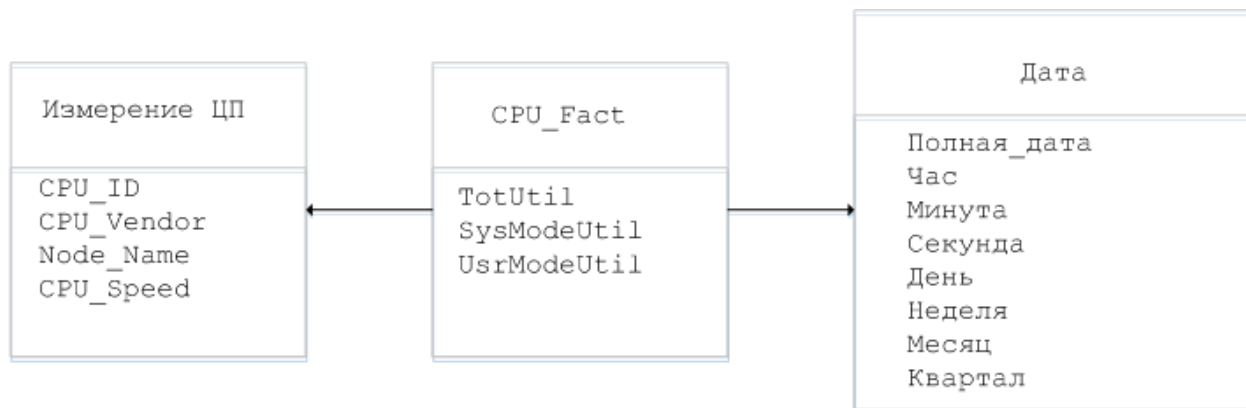 Измерение ЦП
CPU_ID
CPU_Vendor
Node_Name
CPU_Speed
CPU_Fact
TotUtil
SysModeUtil
UsrModeUtil
Дата
Полная_дата
Час
Минута
Секунда
День
Неделя
Месяц
Квартал